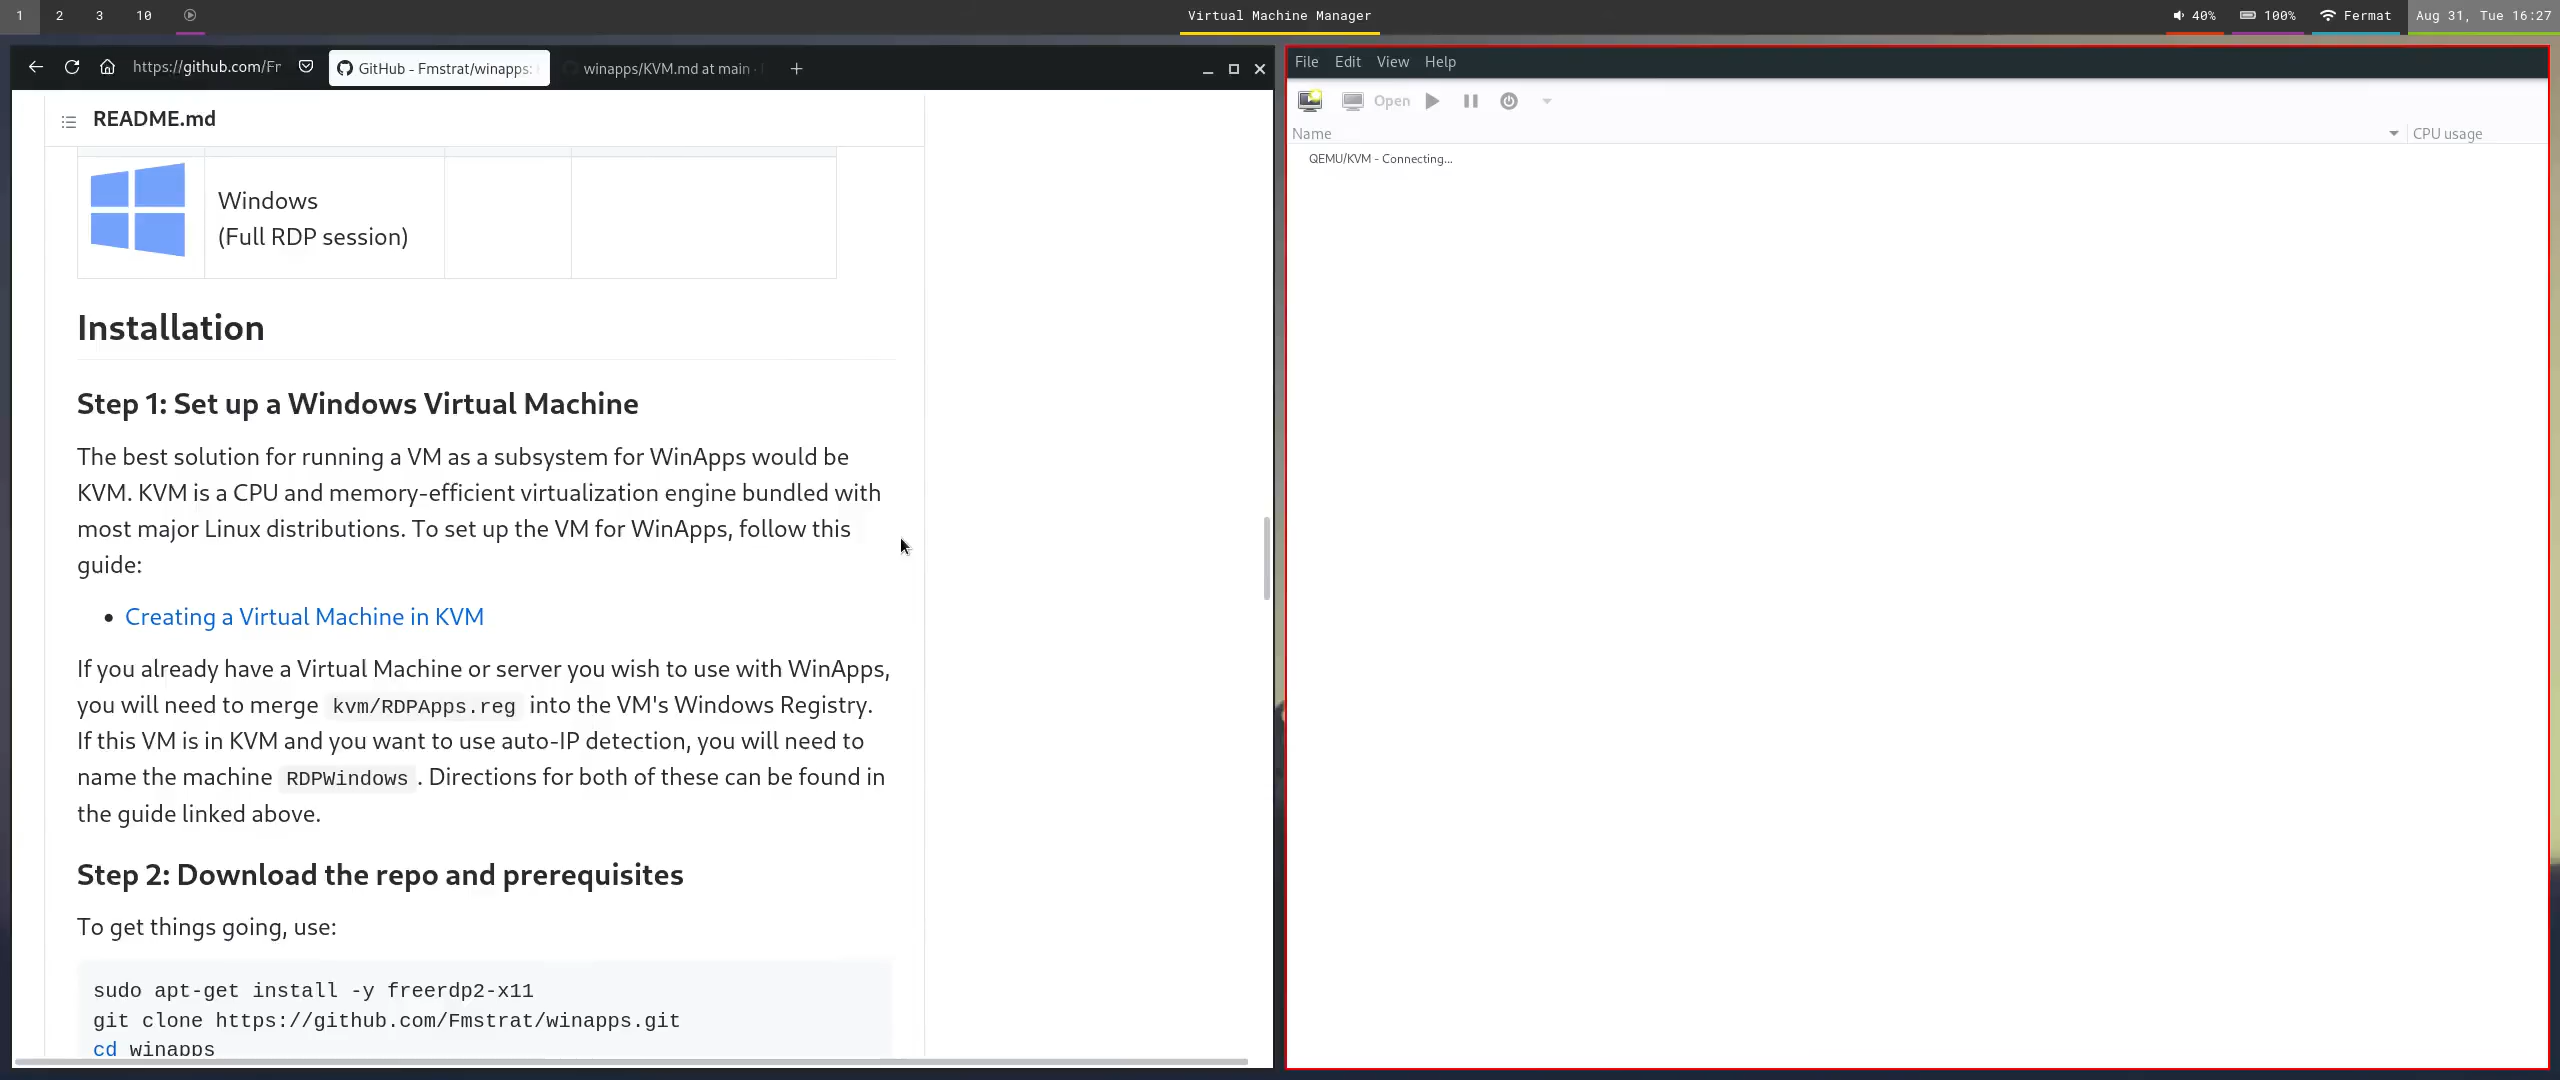 1 2 3 10 Virtual Machine Manager 40% 100% Fermat Aug 31, Tue 16:27
https://github.com/Fr GitHub - Fmstrat/winapps: winapps/KVM.md at main ·
README.md
Windows
(Full RDP session)
Installation
Step 1: Set up a Windows Virtual Machine
The best solution for running a VM as a subsystem for WinApps would be
KVM. KVM is a CPU and memory-efficient virtualization engine bundled with
most major Linux distributions. To set up the VM for WinApps, follow this
guide:
• Creating a Virtual Machine in KVM
If you already have a Virtual Machine or server you wish to use with WinApps,
you will need to merge kvm/RDPApps.reg into the VM's Windows Registry.
If this VM is in KVM and you want to use auto-IP detection, you will need to
name the machine RDPWindows . Directions for both of these can be found in
the guide linked above.
Step 2: Download the repo and prerequisites
To get things going, use:
sudo apt-get install -y freerdp2-x11
git clone https://github.com/Fmstrat/winapps.git
cd winapps
File Edit View Help
Open
Name CPU usage
QEMU/KVM - Connecting...